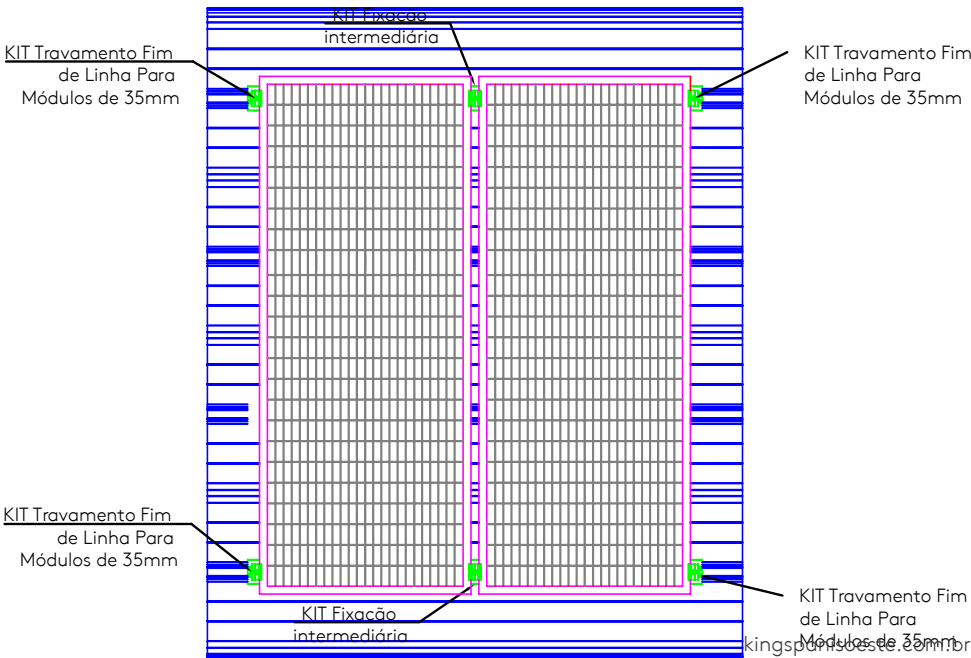 KIT Fixação
intermediária
KIT Travamento Fim
de Linha Para
Módulos de 35mm
KIT Travamento Fim
de Linha Para
Módulos de 35mm
KIT Travamento Fim
de Linha Para
Módulos de 35mm
KIT Travamento Fim
de Linha Para
Módulos de 35mm
KIT Fixação
intermediária
kingspanisoeste.com.br